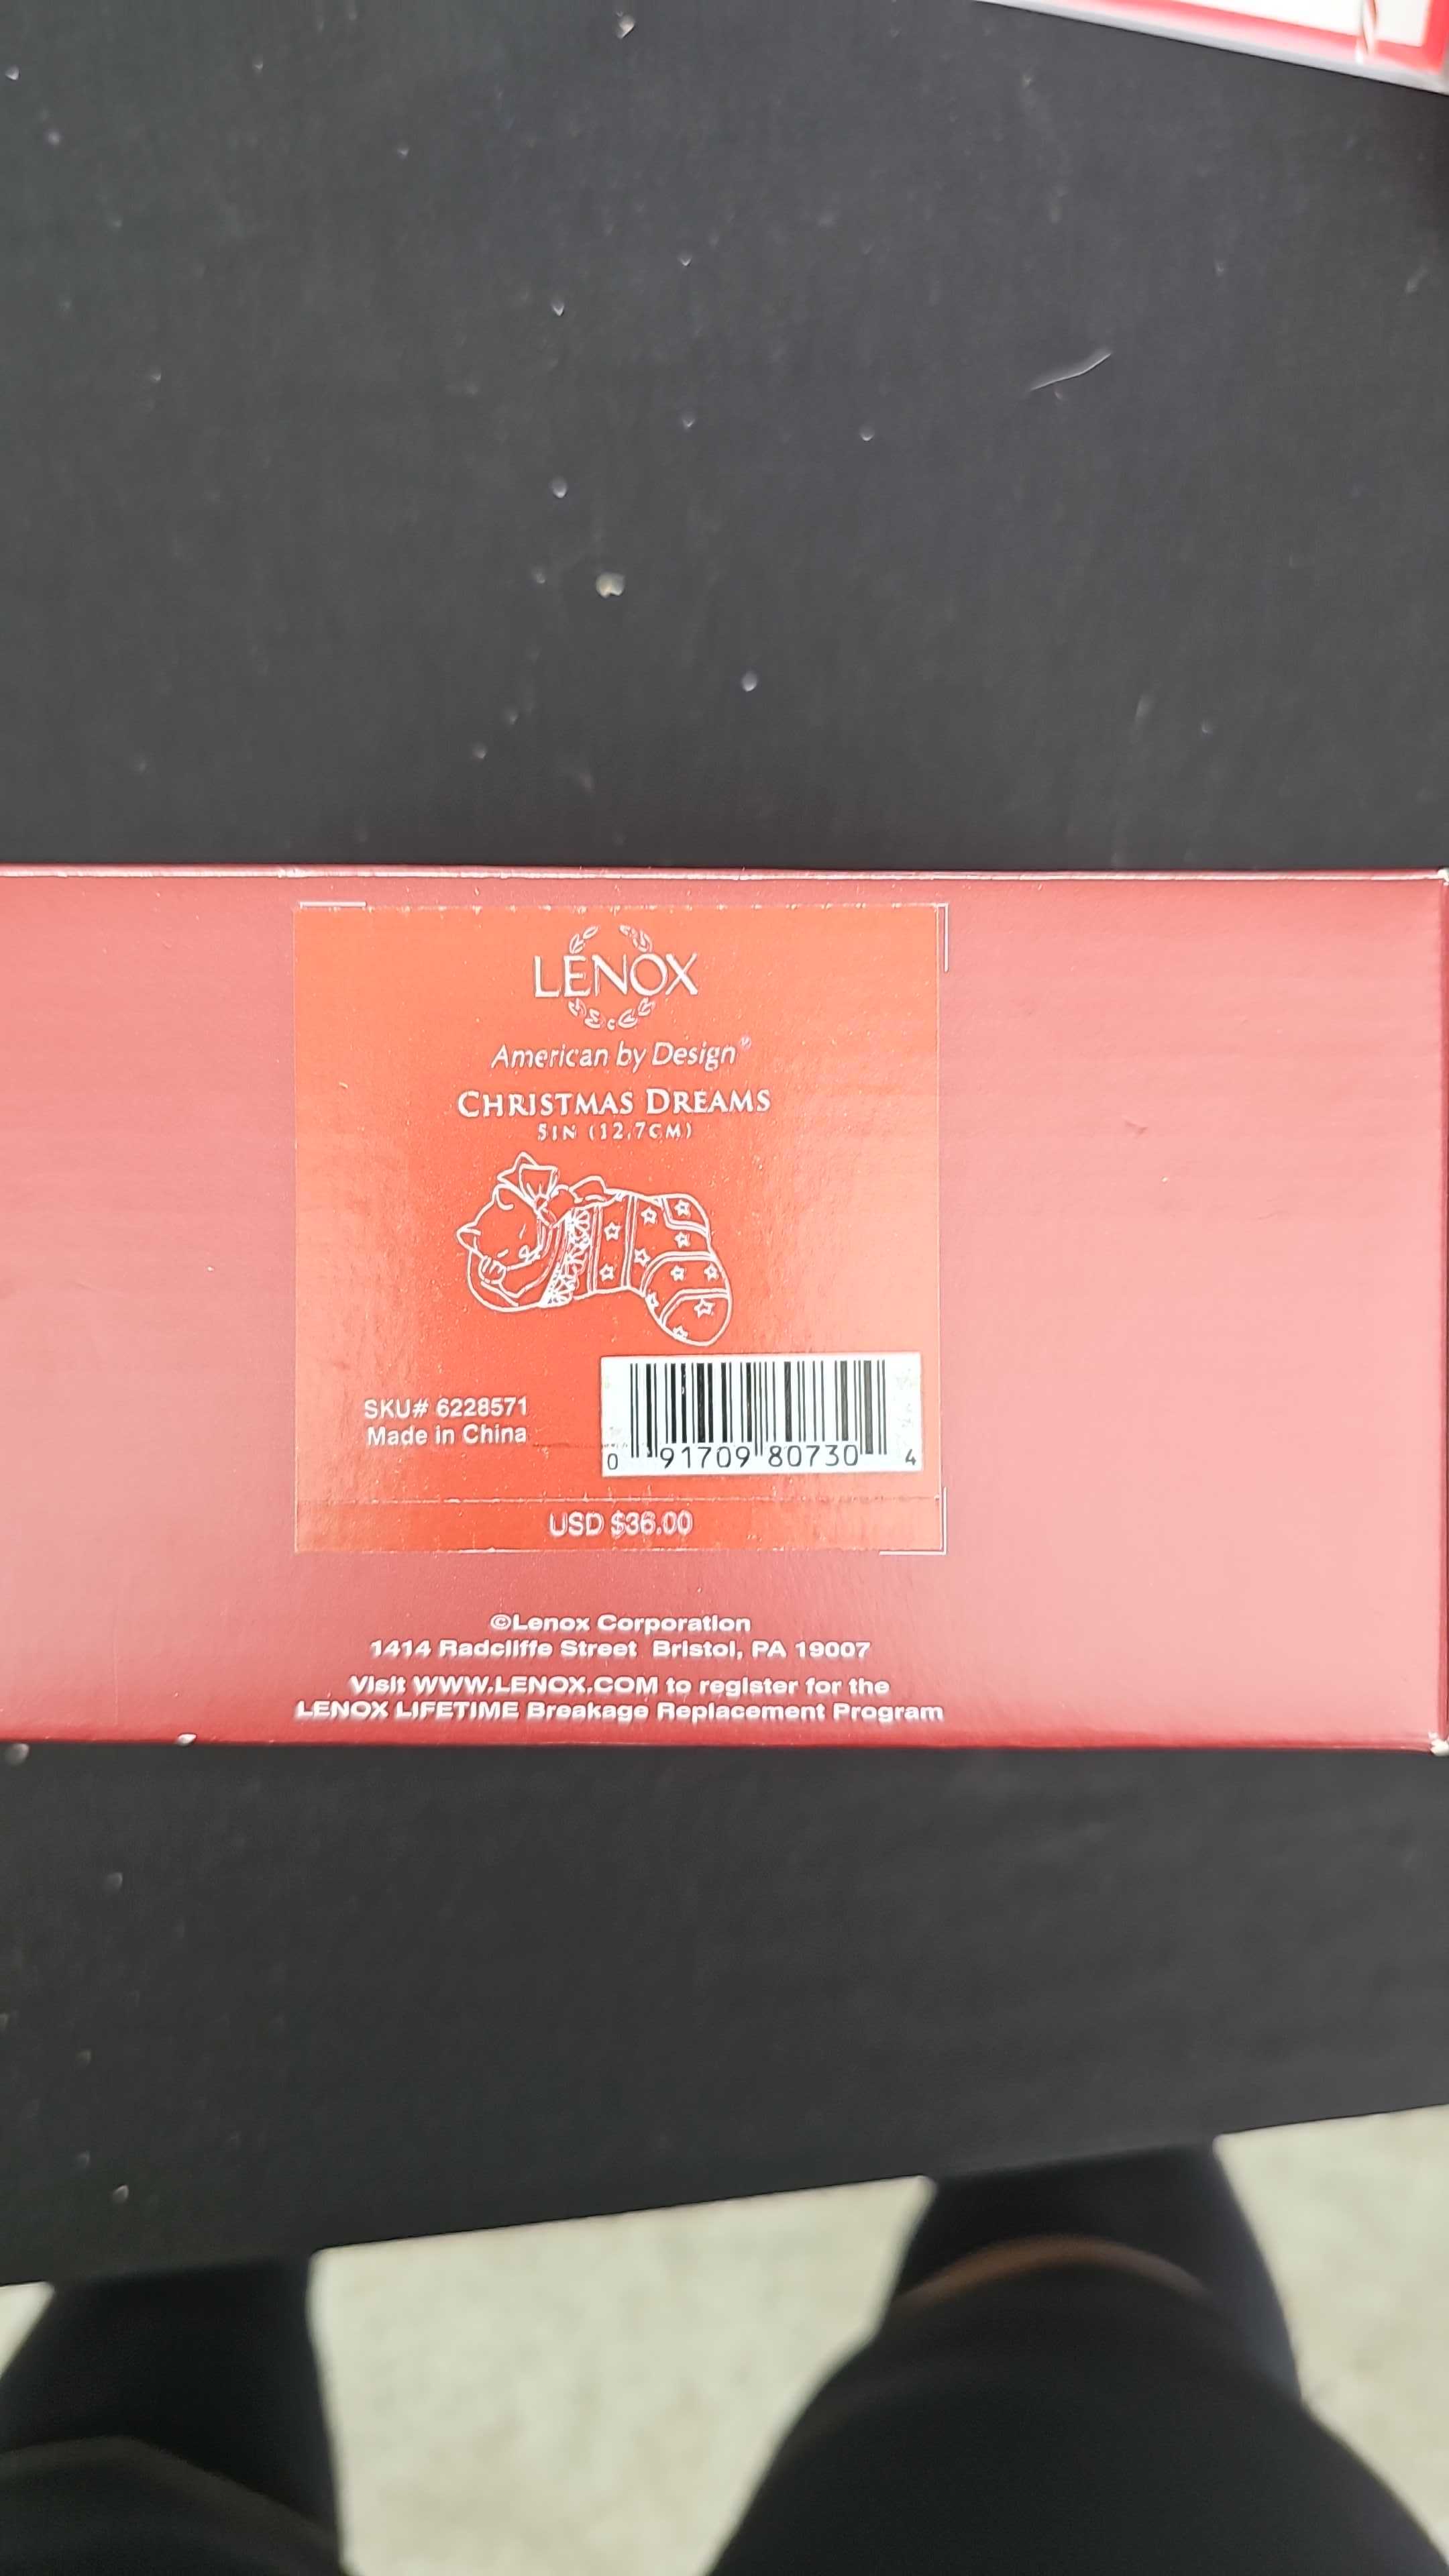 LENOX
American by Design®
CHRISTMAS DREAMS
5IN (12.7CM)
SKU# 6228571
Made in China
0 91709 80730 4
USD $36.00
©Lenox Corporation
1414 Radcliffe Street Bristol, PA 19007
Visit WWW.LENOX.COM to register for the
LENOX LIFETIME Breakage Replacement Program